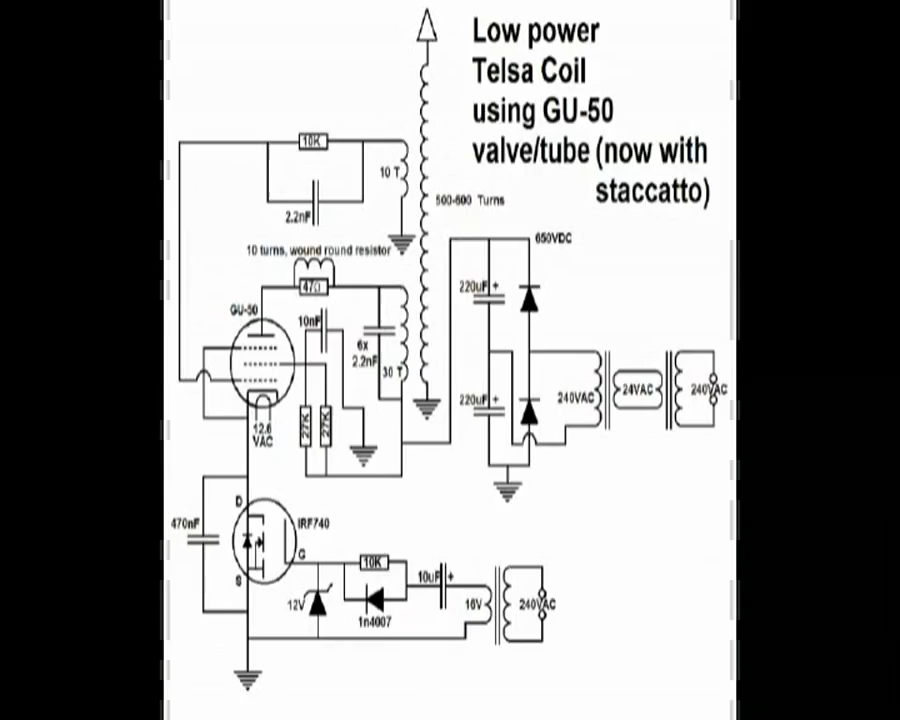 Low power
Telsa Coil
using GU-50
valve/tube (now with
staccatto)
10K
10 T
2.2nF
500-600 Turns
10 turns, wound round resistor
47Ω
650VDC
GU-50
220uF +
10nF
6x
2.2nF
30 T
240VAC
24VAC
240VAC
220uF +
27K
27K
12.6
VAC
D
470nF
IRF740
G
S
10K
10uF +
12V
1n4007
16V
240VAC